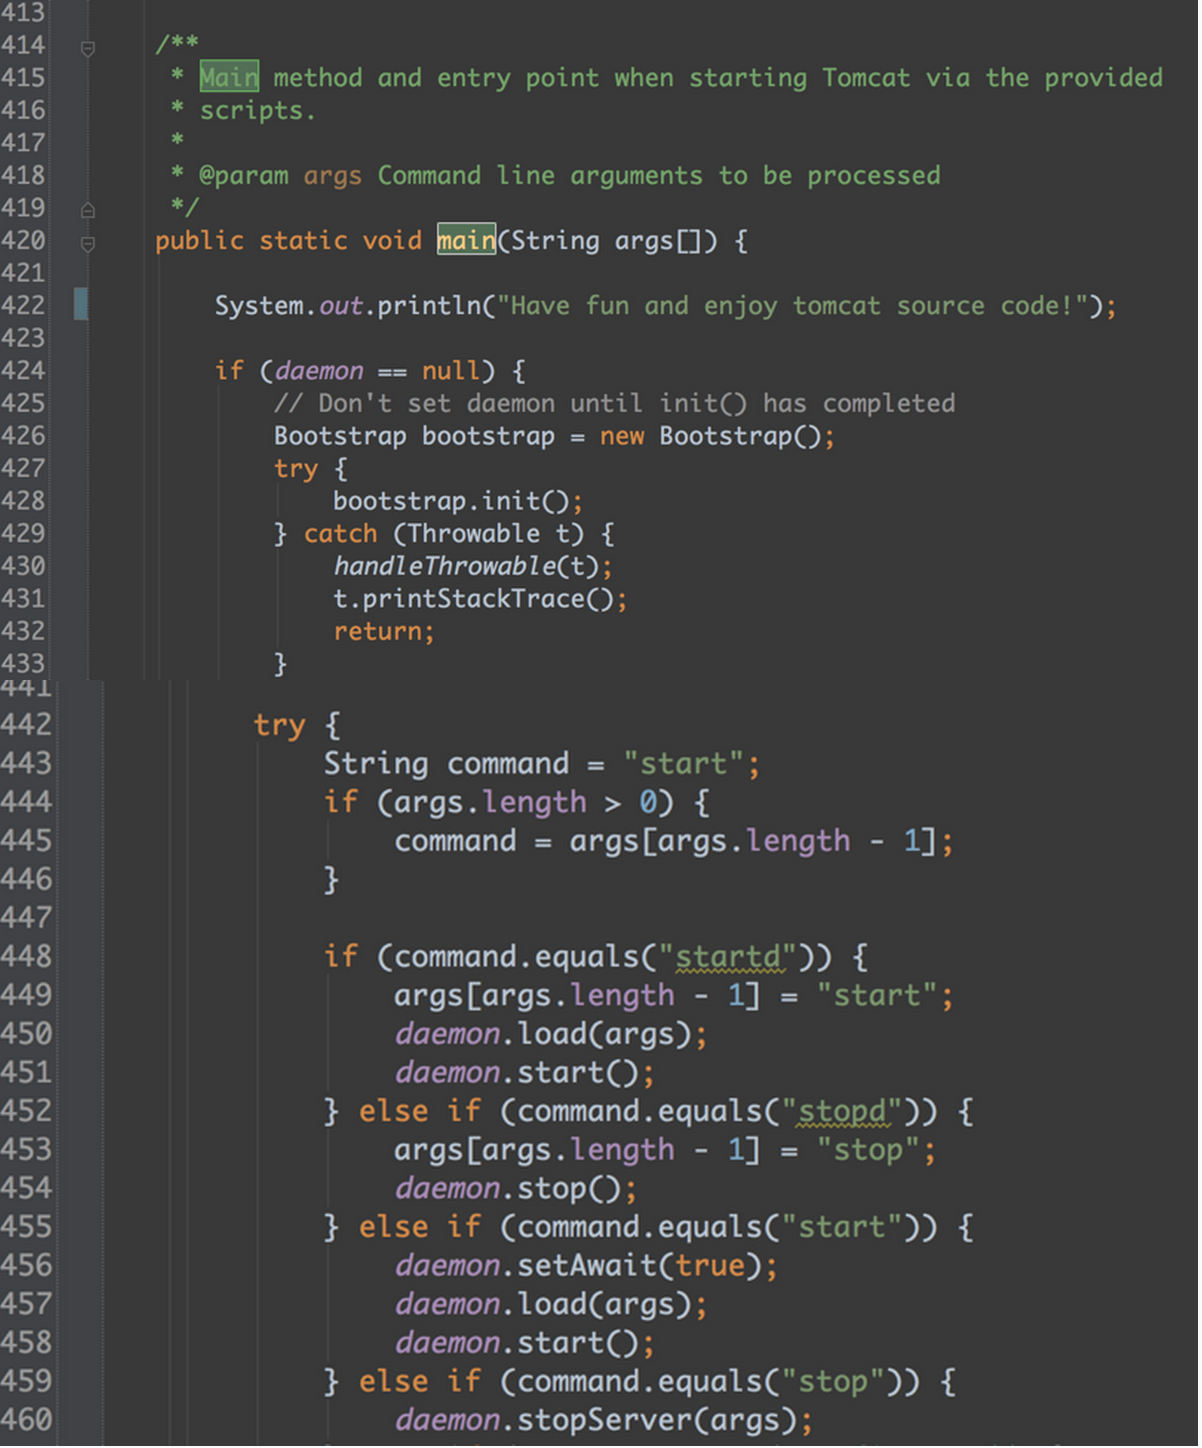 413
414 /**
415 * Main method and entry point when starting Tomcat via the provided
416 * scripts.
417 *
418 * @param args Command line arguments to be processed
419 */
420 public static void main(String args[]) {
421
422 System.out.println("Have fun and enjoy tomcat source code!");
423
424 if (daemon == null) {
425 // Don't set daemon until init() has completed
426 Bootstrap bootstrap = new Bootstrap();
427 try {
428 bootstrap.init();
429 } catch (Throwable t) {
430 handleThrowable(t);
431 t.printStackTrace();
432 return;
433 }
441
442 try {
443 String command = "start";
444 if (args.length > 0) {
445 command = args[args.length - 1];
446 }
447
448 if (command.equals("startd")) {
449 args[args.length - 1] = "start";
450 daemon.load(args);
451 daemon.start();
452 } else if (command.equals("stopd")) {
453 args[args.length - 1] = "stop";
454 daemon.stop();
455 } else if (command.equals("start")) {
456 daemon.setAwait(true);
457 daemon.load(args);
458 daemon.start();
459 } else if (command.equals("stop")) {
460 daemon.stopServer(args);